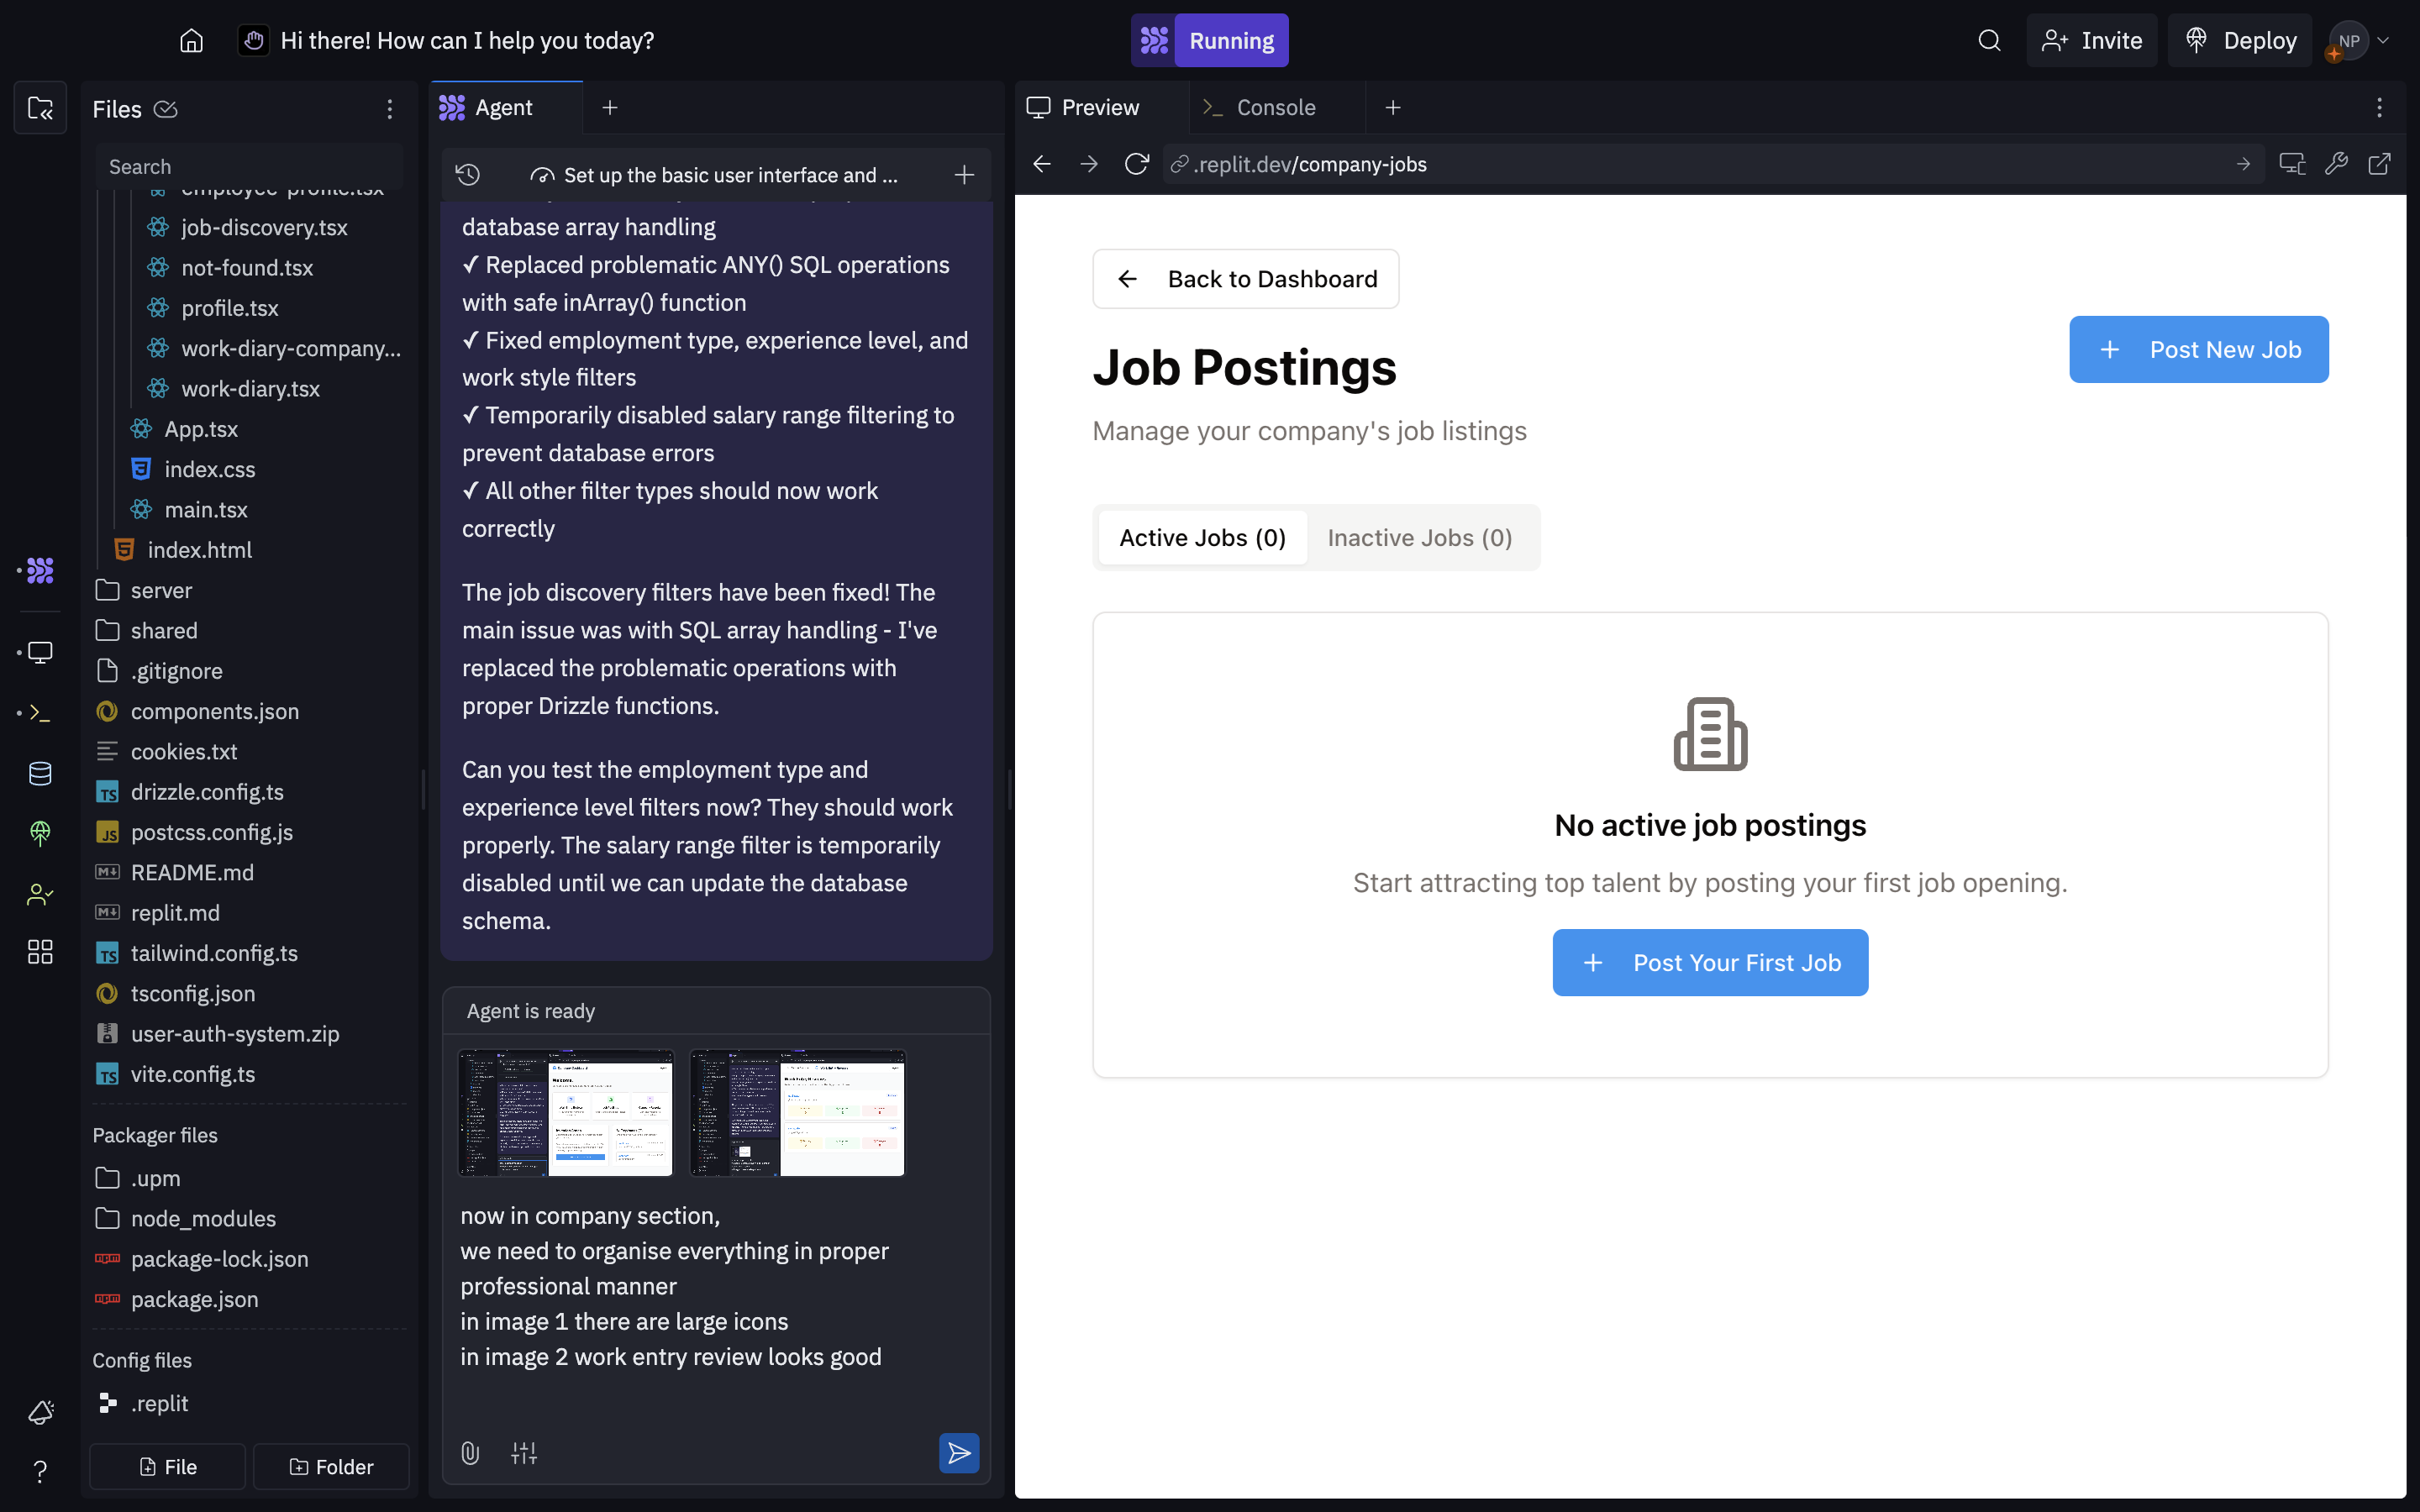 Hi there! How can I help you today?
Running
Invite
Deploy
NP
Files
Search
employee-profile.tsx
job-discovery.tsx
not-found.tsx
profile.tsx
work-diary-company...
work-diary.tsx
App.tsx
index.css
main.tsx
index.html
server
shared
.gitignore
components.json
cookies.txt
drizzle.config.ts
postcss.config.js
README.md
replit.md
tailwind.config.ts
tsconfig.json
user-auth-system.zip
vite.config.ts
Packager files
.upm
node_modules
package-lock.json
package.json
Config files
.replit
File
Folder
Agent
Set up the basic user interface and ...
database array handling
✓ Replaced problematic ANY() SQL operations
with safe inArray() function
✓ Fixed employment type, experience level, and
work style filters
✓ Temporarily disabled salary range filtering to
prevent database errors
✓ All other filter types should now work
correctly
The job discovery filters have been fixed! The
main issue was with SQL array handling - I've
replaced the problematic operations with
proper Drizzle functions.
Can you test the employment type and
experience level filters now? They should work
properly. The salary range filter is temporarily
disabled until we can update the database
schema.
Agent is ready
now in company section,
we need to organise everything in proper
professional manner
in image 1 there are large icons
in image 2 work entry review looks good
Preview
Console
.replit.dev/company-jobs
Back to Dashboard
Job Postings
Manage your company's job listings
Post New Job
Active Jobs (0)
Inactive Jobs (0)
No active job postings
Start attracting top talent by posting your first job opening.
Post Your First Job